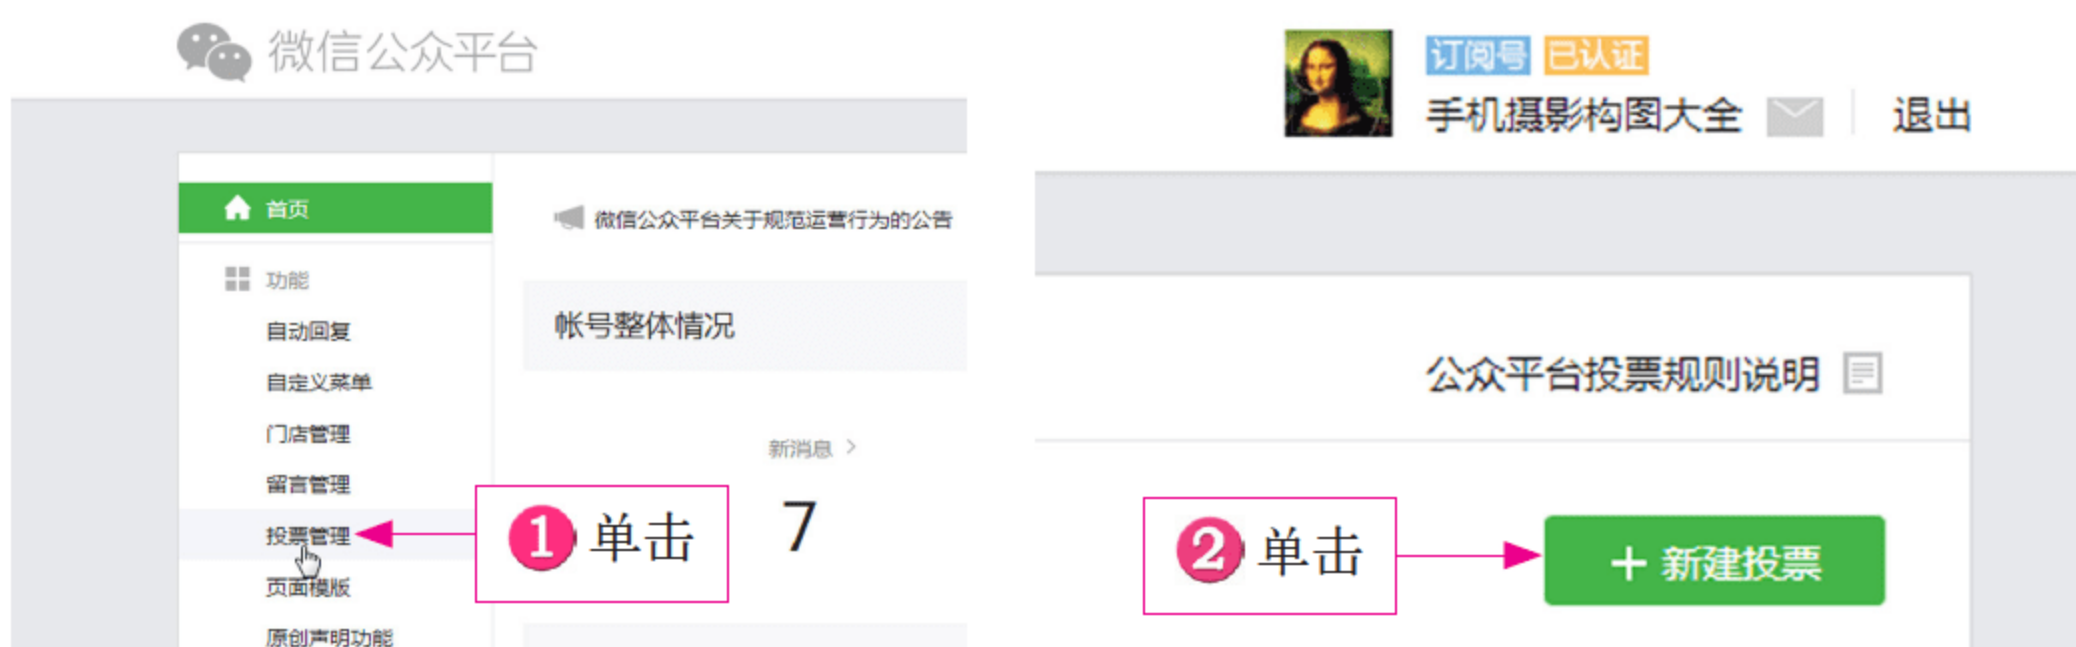 微信公众平台
首页
功能
自动回复
自定义菜单
门店管理
留言管理
投票管理
页面模版
原创声明功能
微信公众平台关于规范运营行为的公告
帐号整体情况
新消息 >
7
1 单击
订阅号 已认证
手机摄影构图大全 退出
公众平台投票规则说明
2 单击
+ 新建投票